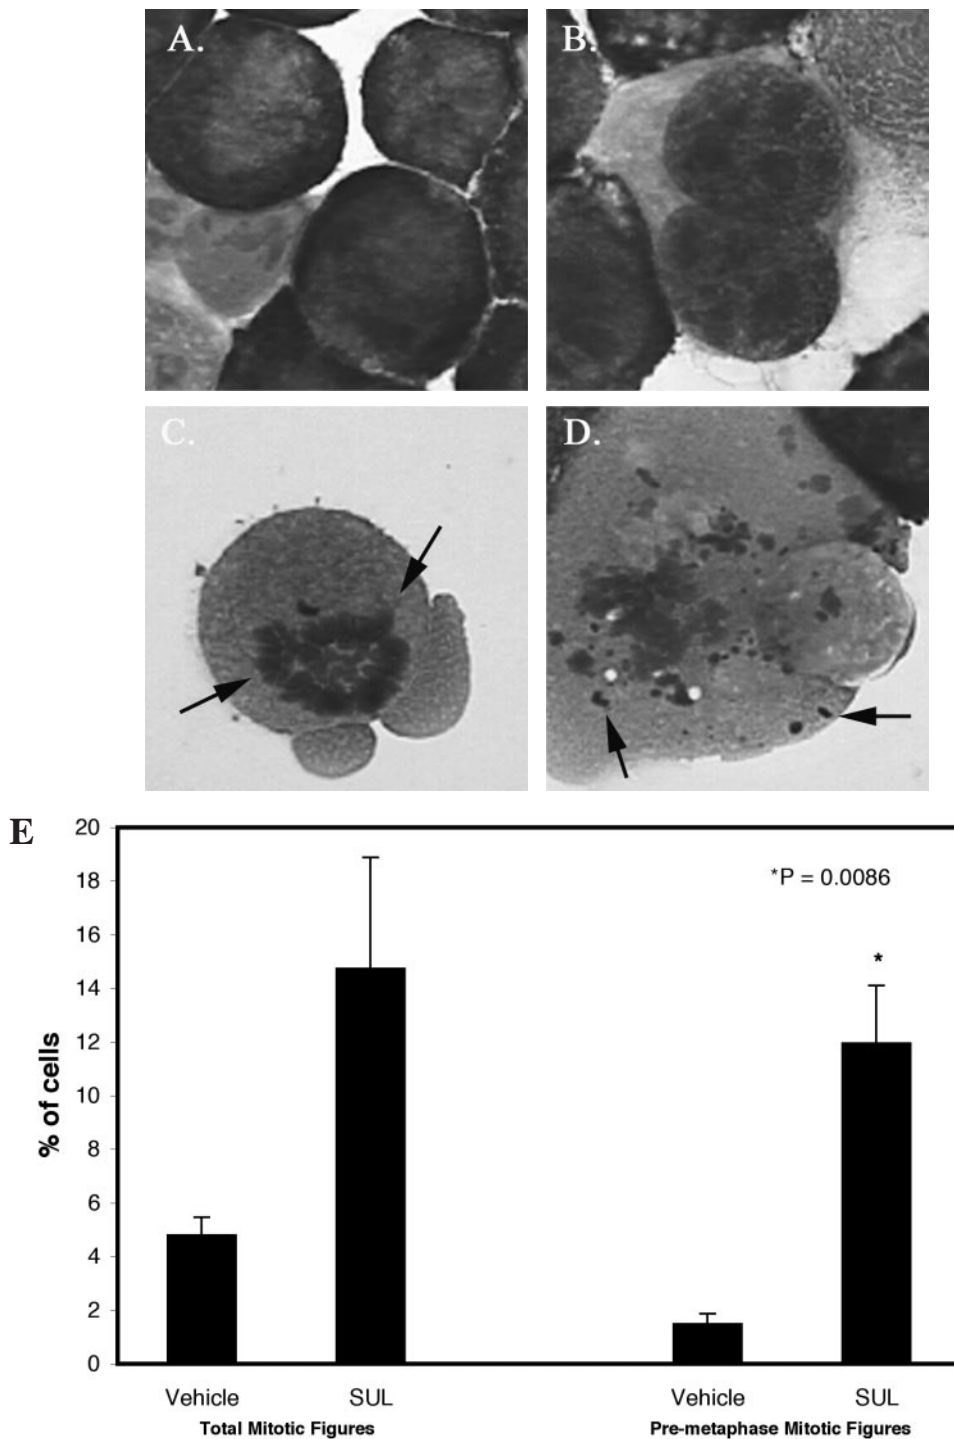 A.
B.
C.
D.
E
20
18
16
14
12
10
8
6
4
2
0
% of cells
*P = 0.0086
*
Vehicle SUL Vehicle SUL
Total Mitotic Figures Pre-metaphase Mitotic Figures